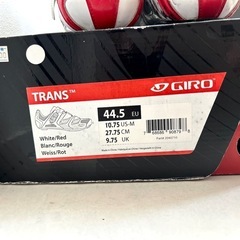 TRANS™
White/Red
Blanc/Rouge
Weiss/Rot
44.5 EU
10.75 US-M
27.75 CM
9.75 UK
GIRO